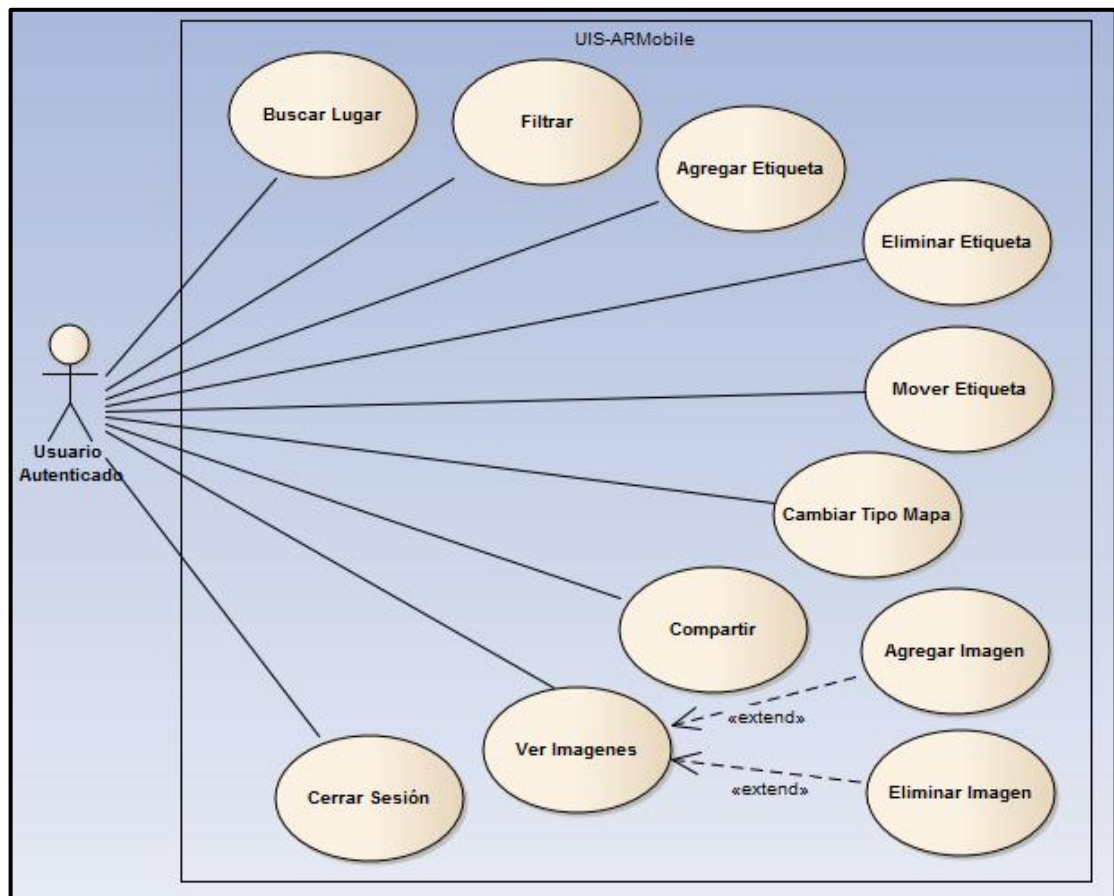 UIS-ARMobile
Buscar Lugar
Filtrar
Agregar Etiqueta
Eliminar Etiqueta
Mover Etiqueta
Usuario
Autenticado
Cambiar Tipo Mapa
Compartir
Agregar Imagen
«extend»
Ver Imagenes
«extend»
Eliminar Imagen
Cerrar Sesión